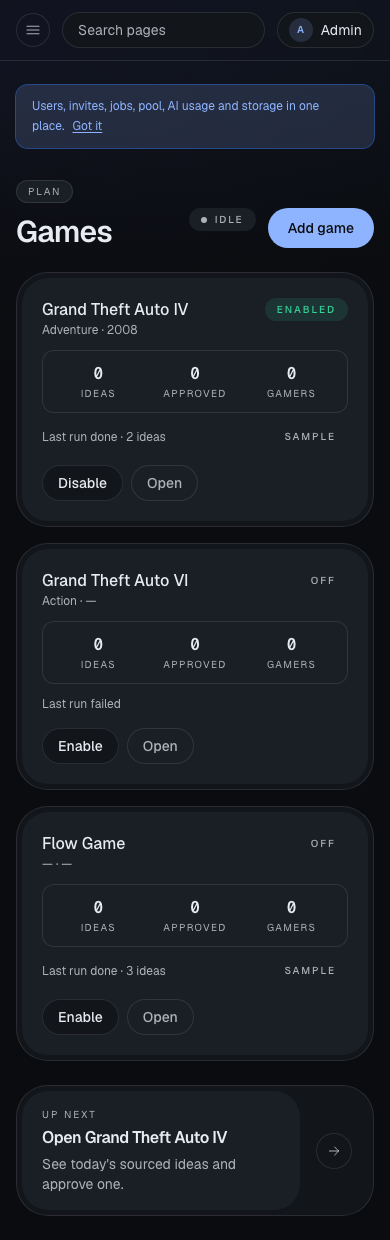 Search pages
A
Admin
Users, invites, jobs, pool, AI usage and storage in one
place. Got it
PLAN
Games
IDLE
Add game
Grand Theft Auto IV
ENABLED
Adventure · 2008
0 0 0
IDEAS APPROVED GAMERS
Last run done · 2 ideas
SAMPLE
Disable
Open
Grand Theft Auto VI
OFF
Action · —
0 0 0
IDEAS APPROVED GAMERS
Last run failed
Enable
Open
Flow Game
OFF
— · —
0 0 0
IDEAS APPROVED GAMERS
Last run done · 3 ideas
SAMPLE
Enable
Open
UP NEXT
Open Grand Theft Auto IV
See today's sourced ideas and
approve one.